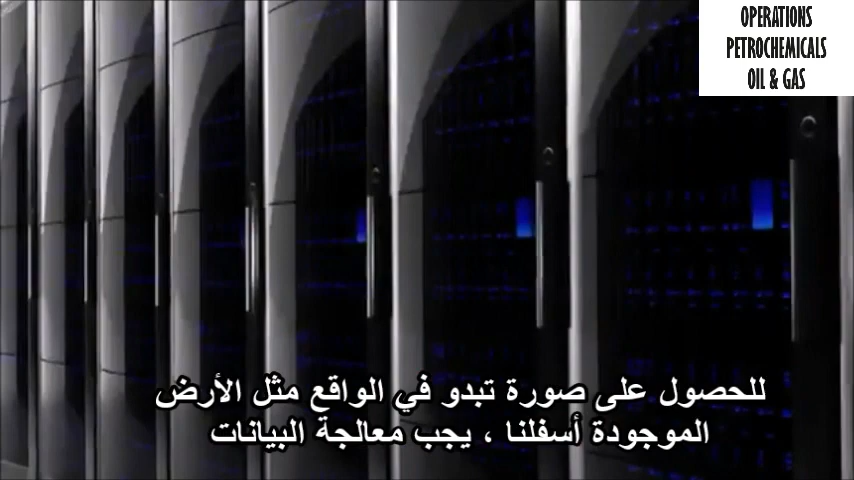 OPERATIONS
PETROCHEMICALS
OIL & GAS
للحصول على صورة تبدو في الواقع مثل الأرض
الموجودة أسفلنا ، يجب معالجة البيانات